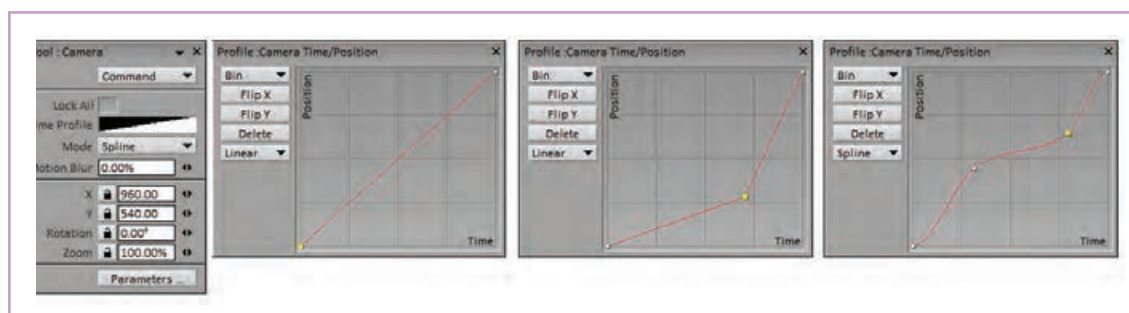 ool : Camera
Command
Lock All
me Profile
Mode Spline
otion Blur 0.00%
X 960.00
Y 540.00
Rotation 0.00°
Zoom 100.00%
Parameters ...
Profile :Camera Time/Position
Bin
Flip X
Flip Y
Delete
Linear
Position
Time
Profile :Camera Time/Position
Bin
Flip X
Flip Y
Delete
Linear
Position
Time
Profile :Camera Time/Position
Bin
Flip X
Flip Y
Delete
Spline
Position
Time